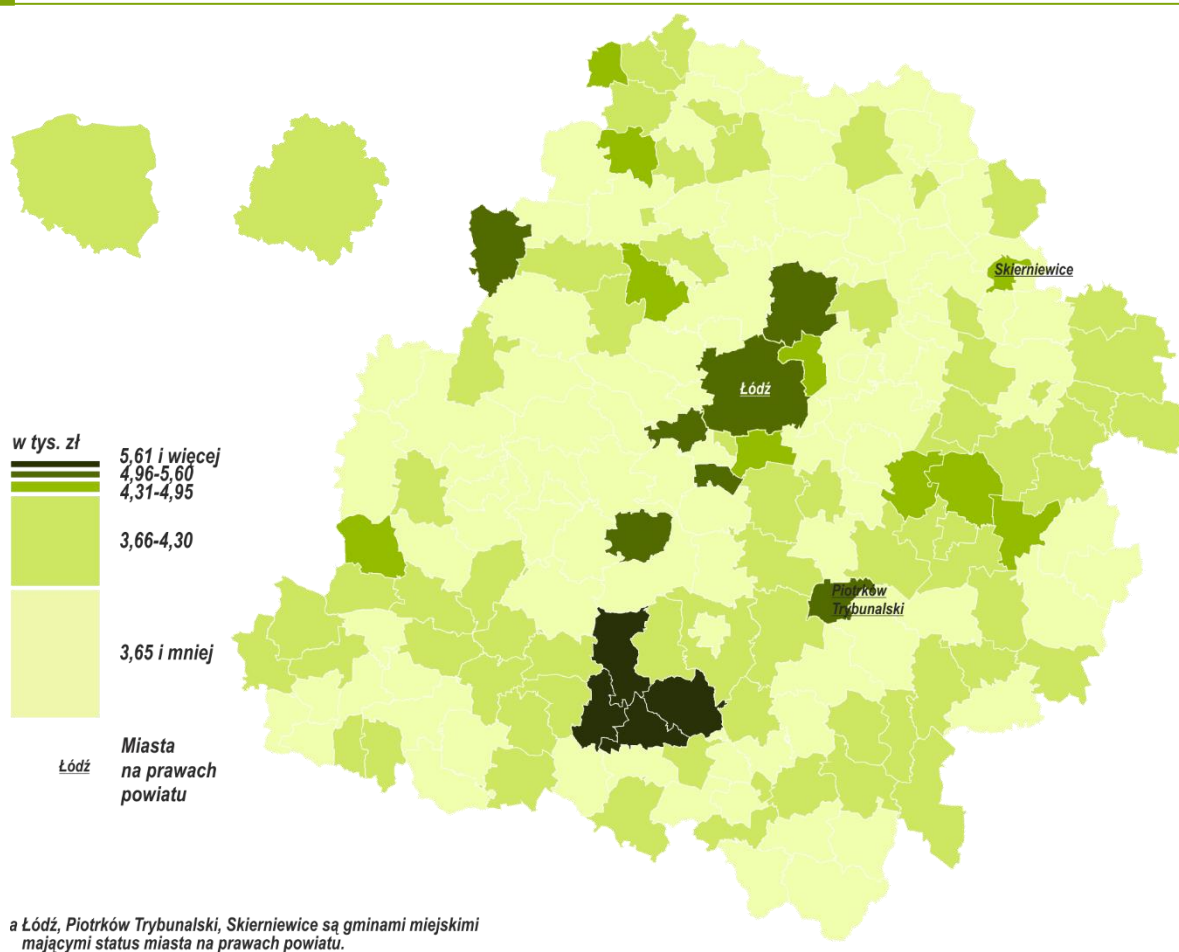 Skierniewice
Łódź
w tys. zł
5,61 i więcej
4,96-5,60
4,31-4,95
3,66-4,30
Piotrków
Trybunalski
3,65 i mniej
Łódź
Miasta
na prawach
powiatu
a Łódź, Piotrków Trybunalski, Skierniewice są gminami miejskimi
mającymi status miasta na prawach powiatu.